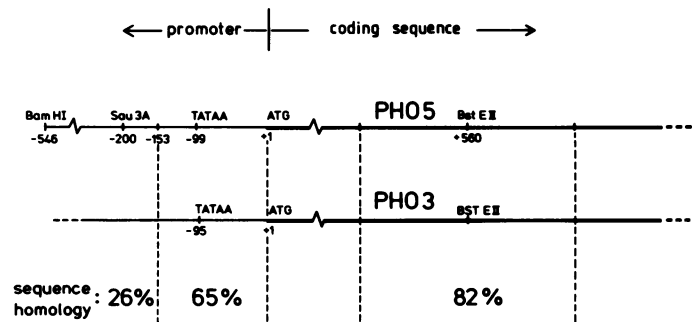 promoter coding sequence
PHO5
Bam HI Sau 3A TATAA ATG Bst E II
-546 -200 -153 -99 +1 +560
PHO3
TATAA ATG BST E II
-95 +1
sequence homology : 26% 65% 82%